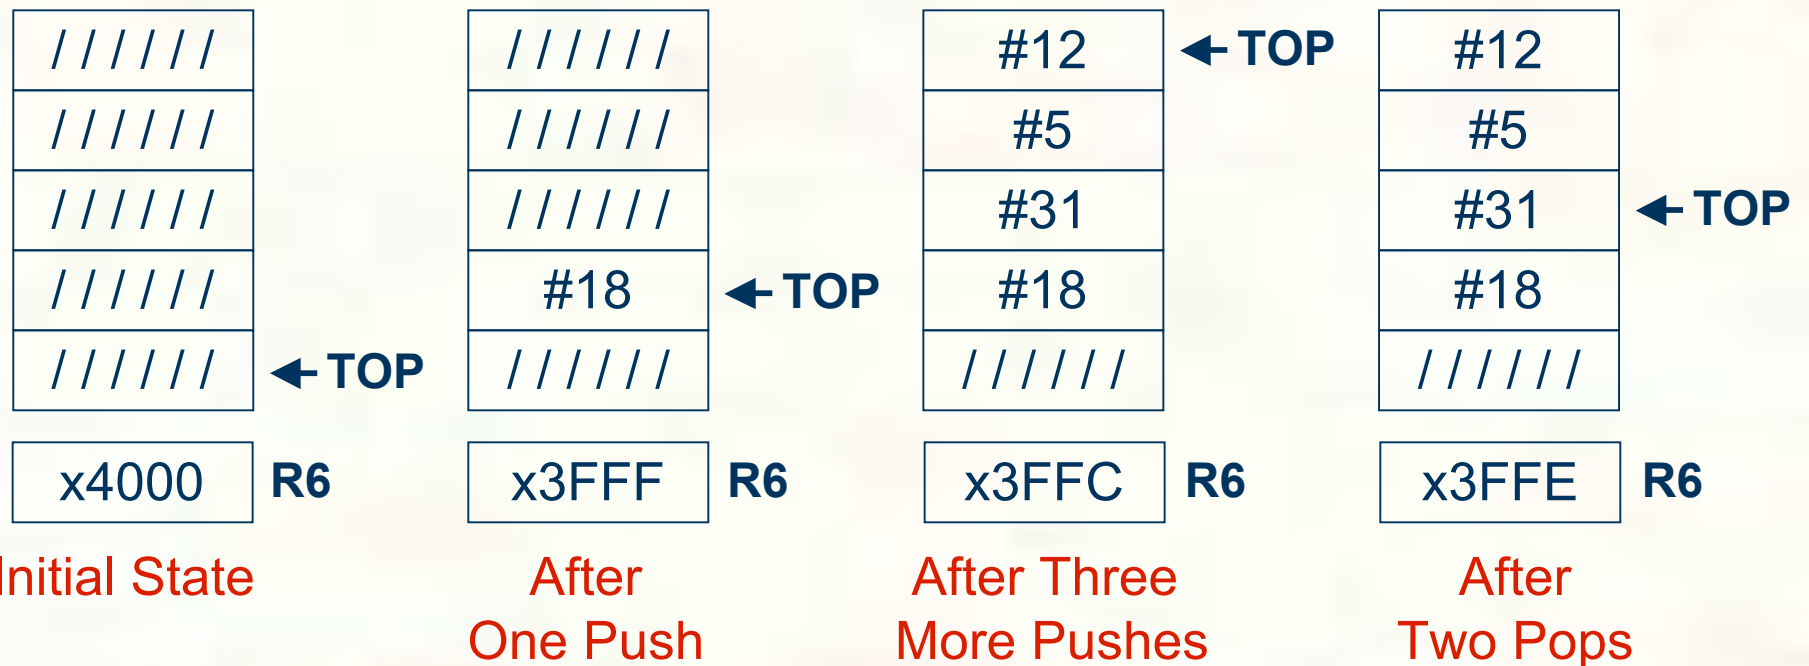 / / / / / /
/ / / / / /
/ / / / / /
/ / / / / /
/ / / / / / TOP
x4000 R6
Initial State
/ / / / / /
/ / / / / /
/ / / / / /
#18 TOP
/ / / / / /
x3FFF R6
After
One Push
#12 TOP
#5
#31
#18
/ / / / / /
x3FFC R6
After Three
More Pushes
#12
#5
#31 TOP
#18
/ / / / / /
x3FFE R6
After
Two Pops